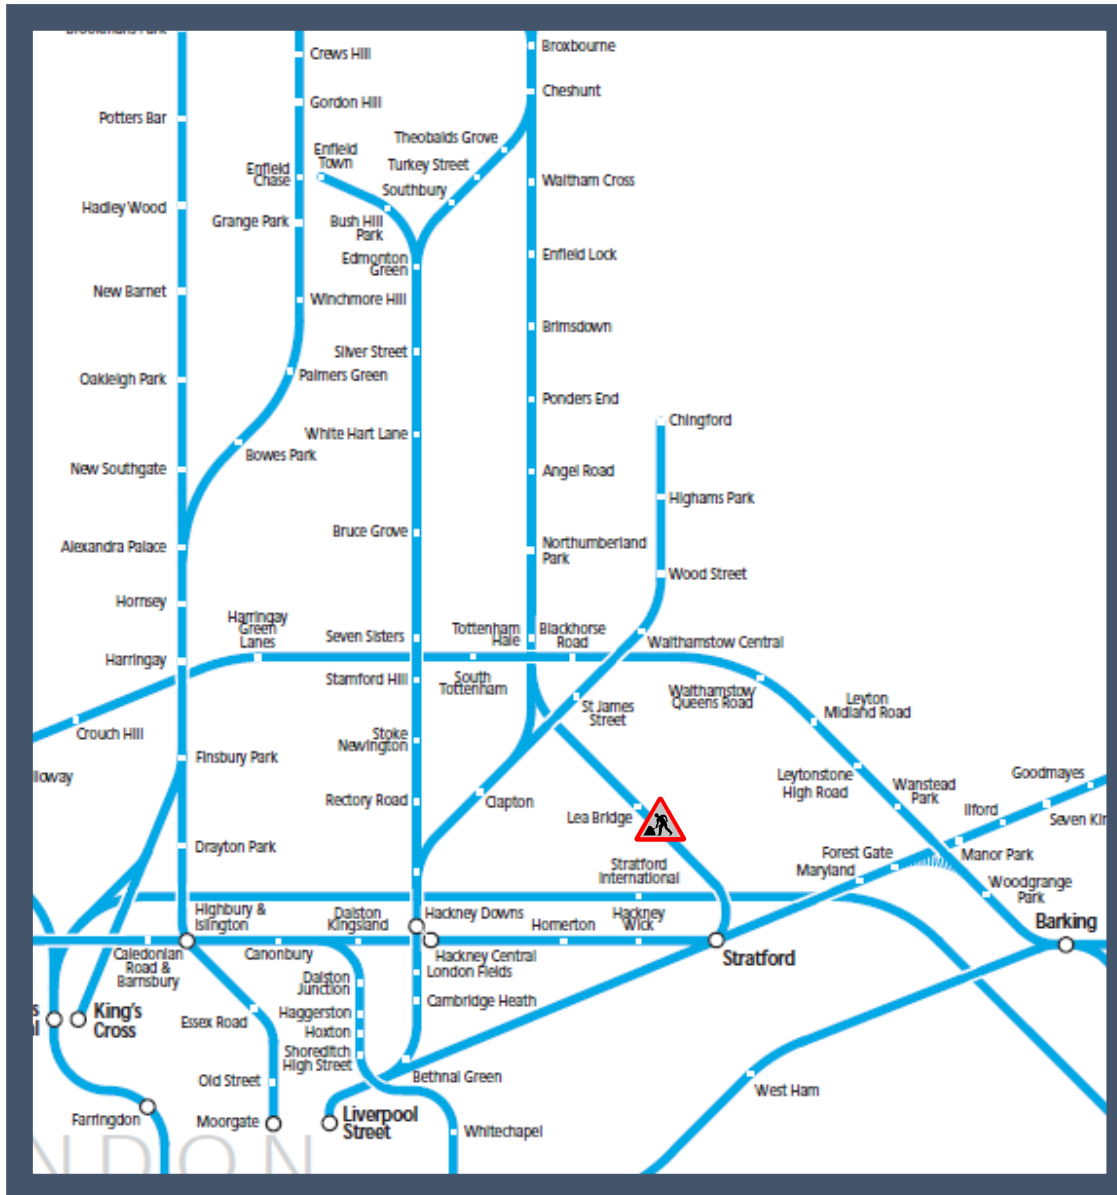 Brookmans Park
Crews Hill
Broxbourne
Cheshunt
Gordon Hill
Potters Bar
Theobalds Grove
Enfield
Town
Turkey Street
Enfield
Chase
Waltham Cross
Southbury
Hadley Wood
Grange Park
Bush Hill
Park
Enfield Lock
Edmonton
Green
New Barnet
Winchmore Hill
Brimsdown
Silver Street
Oakleigh Park
Palmers Green
Ponders End
Chingford
White Hart Lane
Bowes Park
New Southgate
Angel Road
Highams Park
Bruce Grove
Alexandra Palace
Northumberland
Park
Wood Street
Hornsey
Harringay
Green
Lanes
Seven Sisters
Tottenham
Hale
Blackhorse
Road
Walthamstow Central
Harringay
Stamford Hill
South
Tottenham
Walthamstow
Queens Road
Leyton
Midland Road
St James
Street
Crouch Hill
Stoke
Newington
Finsbury Park
lloway
Leytonstone
High Road
Wanstead
Park
Goodmayes
Rectory Road
Clapton
Lea Bridge
Ilford
Seven Kin
Drayton Park
Stratford
International
Forest Gate
Maryland
Manor Park
Woodgrange
Park
Highbury &
Islington
Dalston
Kingsland
Hackney Downs
Homerton
Hackney
Wick
Barking
Caledonian
Road &
Barnsbury
Canonbury
Hackney Central
Stratford
London Fields
Dalston
Junction
Cambridge Heath
s
al
King's
Cross
Essex Road
Haggerston
Hoxton
Shoreditch
High Street
Bethnal Green
Old Street
West Ham
Farringdon
Moorgate
Liverpool
Street
Whitechapel
NDON